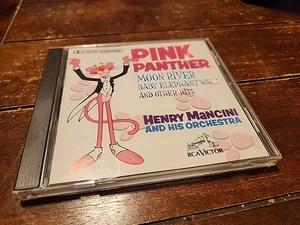 PINK
PANTHER
MOON RIVER
BABY ELEPHANT WALK
AND OTHER HITS
HENRY MANCINI
AND HIS ORCHESTRA
RCA VICTOR